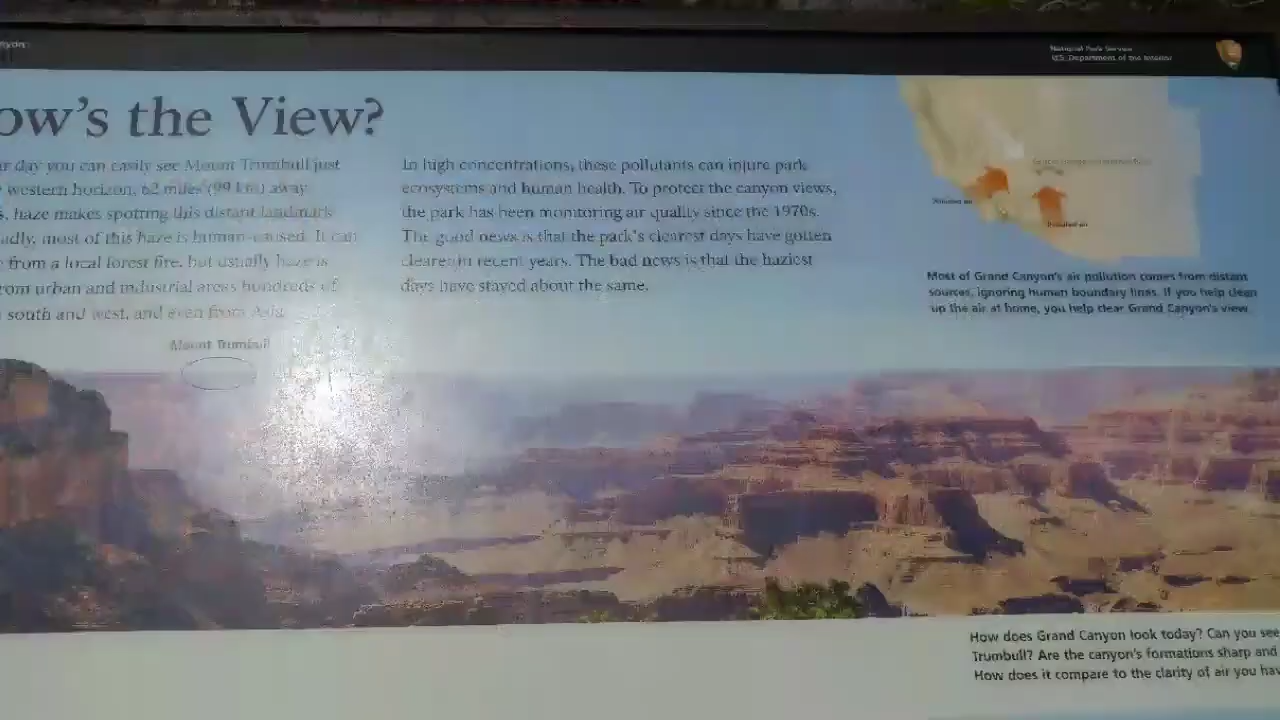 nyon
National Park Service
U.S. Department of the Interior
ow's the View?
ar day you can easily see Mount Trumbull just
western horizon, 62 miles (99 km) away
s, haze makes spotting this distant landmark
adly, most of this haze is human-caused. It can
from a local forest fire, but usually haze is
rom urban and industrial areas hundreds of
south and west, and even from Asia
In high concentrations, these pollutants can injure park
ecosystems and human health. To protect the canyon views,
the park has been monitoring air quality since the 1970s.
The good news is that the park's clearest days have gotten
clearer in recent years. The bad news is that the haziest
days have stayed about the same.
Polluted air
Polluted air
Most of Grand Canyon's air pollution comes from distant
sources, ignoring human boundary lines. If you help clean
up the air at home, you help clear Grand Canyon's view.
Mount Trumbull
How does Grand Canyon look today? Can you see
Trumbull? Are the canyon's formations sharp and
How does it compare to the clarity of air you hav